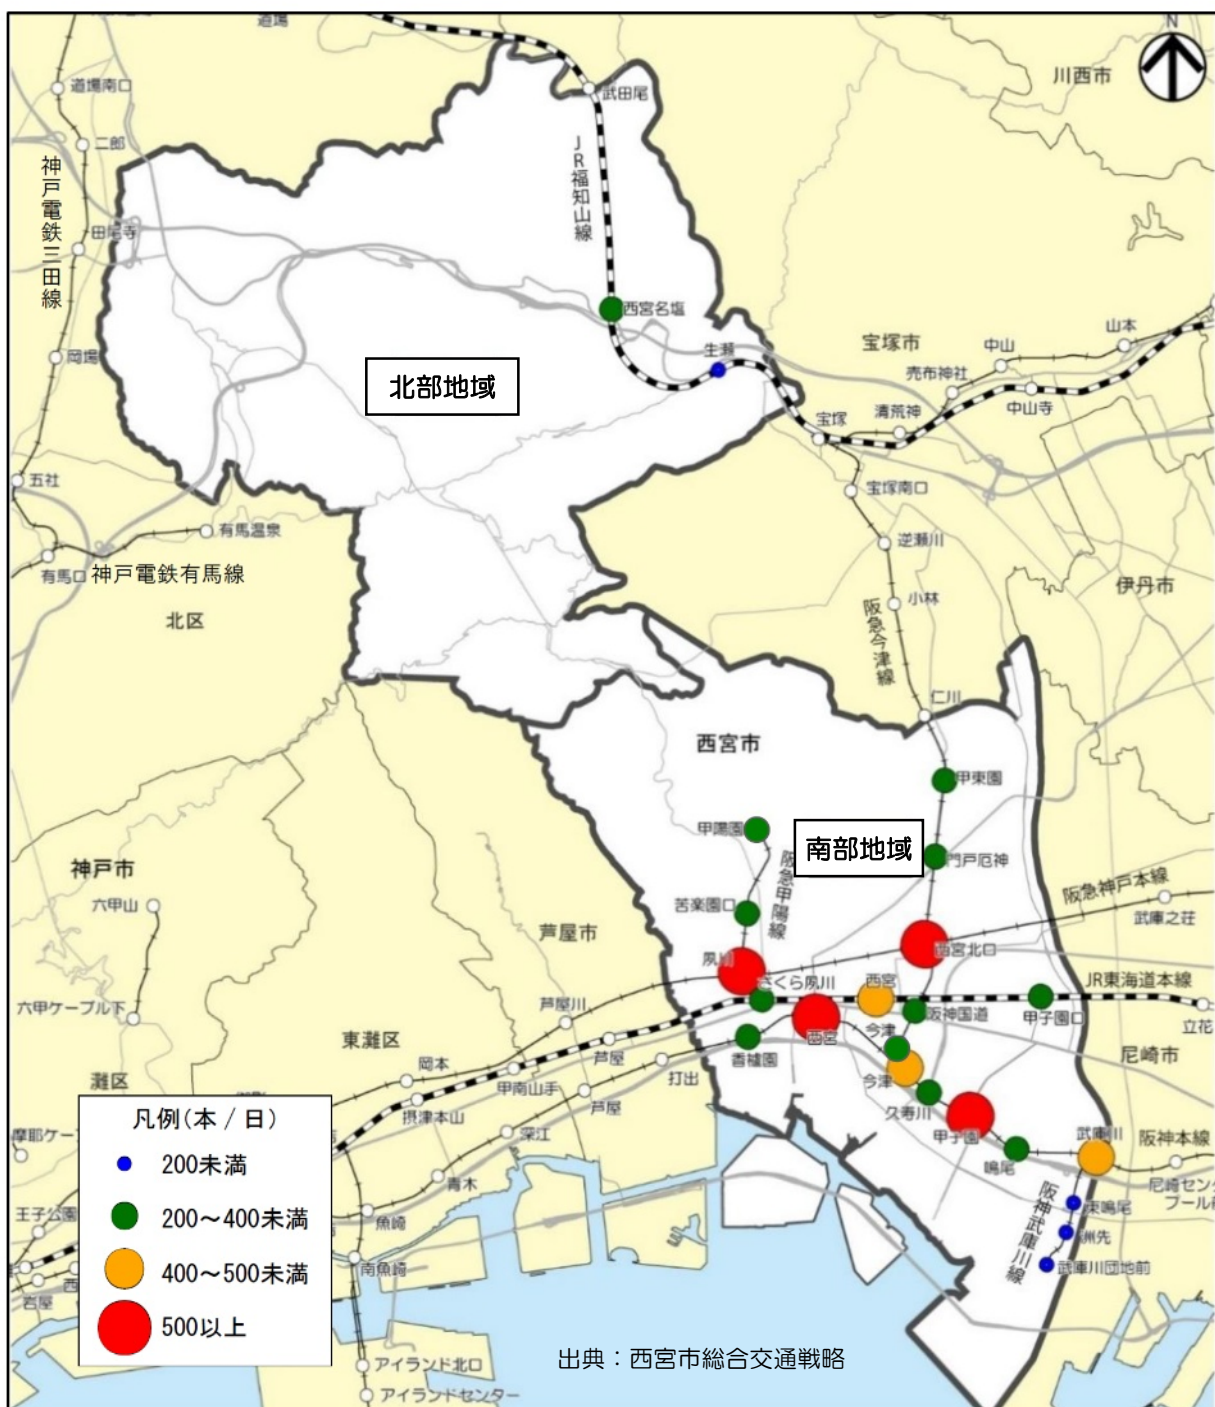 道場
N
川西市
道場南口
武田尾
二郎
神戸電鉄三田線
JR福知山線
田尾寺
西宮名塩
岡場
生瀬
宝塚市
中山
山本
売布神社
北部地域
中山寺
清荒神
宝塚
五社
宝塚南口
有馬温泉
逆瀬川
有馬口
神戸電鉄有馬線
伊丹市
小林
北区
阪急今津線
仁川
西宮市
甲東園
甲陽園
南部地域
阪急甲陽線
門戸厄神
神戸市
阪急神戸本線
六甲山
苦楽園口
武庫之荘
芦屋市
西宮北口
夙川
さくら夙川
西宮
JR東海道本線
六甲ケーブル下
芦屋川
阪神国道
甲子園口
立花
東灘区
西宮
今津
香櫨園
芦屋
尼崎市
岡本
打出
灘区
甲南山手
今津
芦屋
久寿川
摂津本山
凡例(本/日)
深江
甲子園
武庫川
阪神本線
摩耶ケー
200未満
鳴尾
青木
尼崎セン
プール
200～400未満
阪神武庫川線
東鳴尾
王子公園
魚崎
洲先
400～500未満
南魚崎
武庫川団地前
西
岩屋
500以上
出典：西宮市総合交通戦略
アイランド北口
アイランドセンター